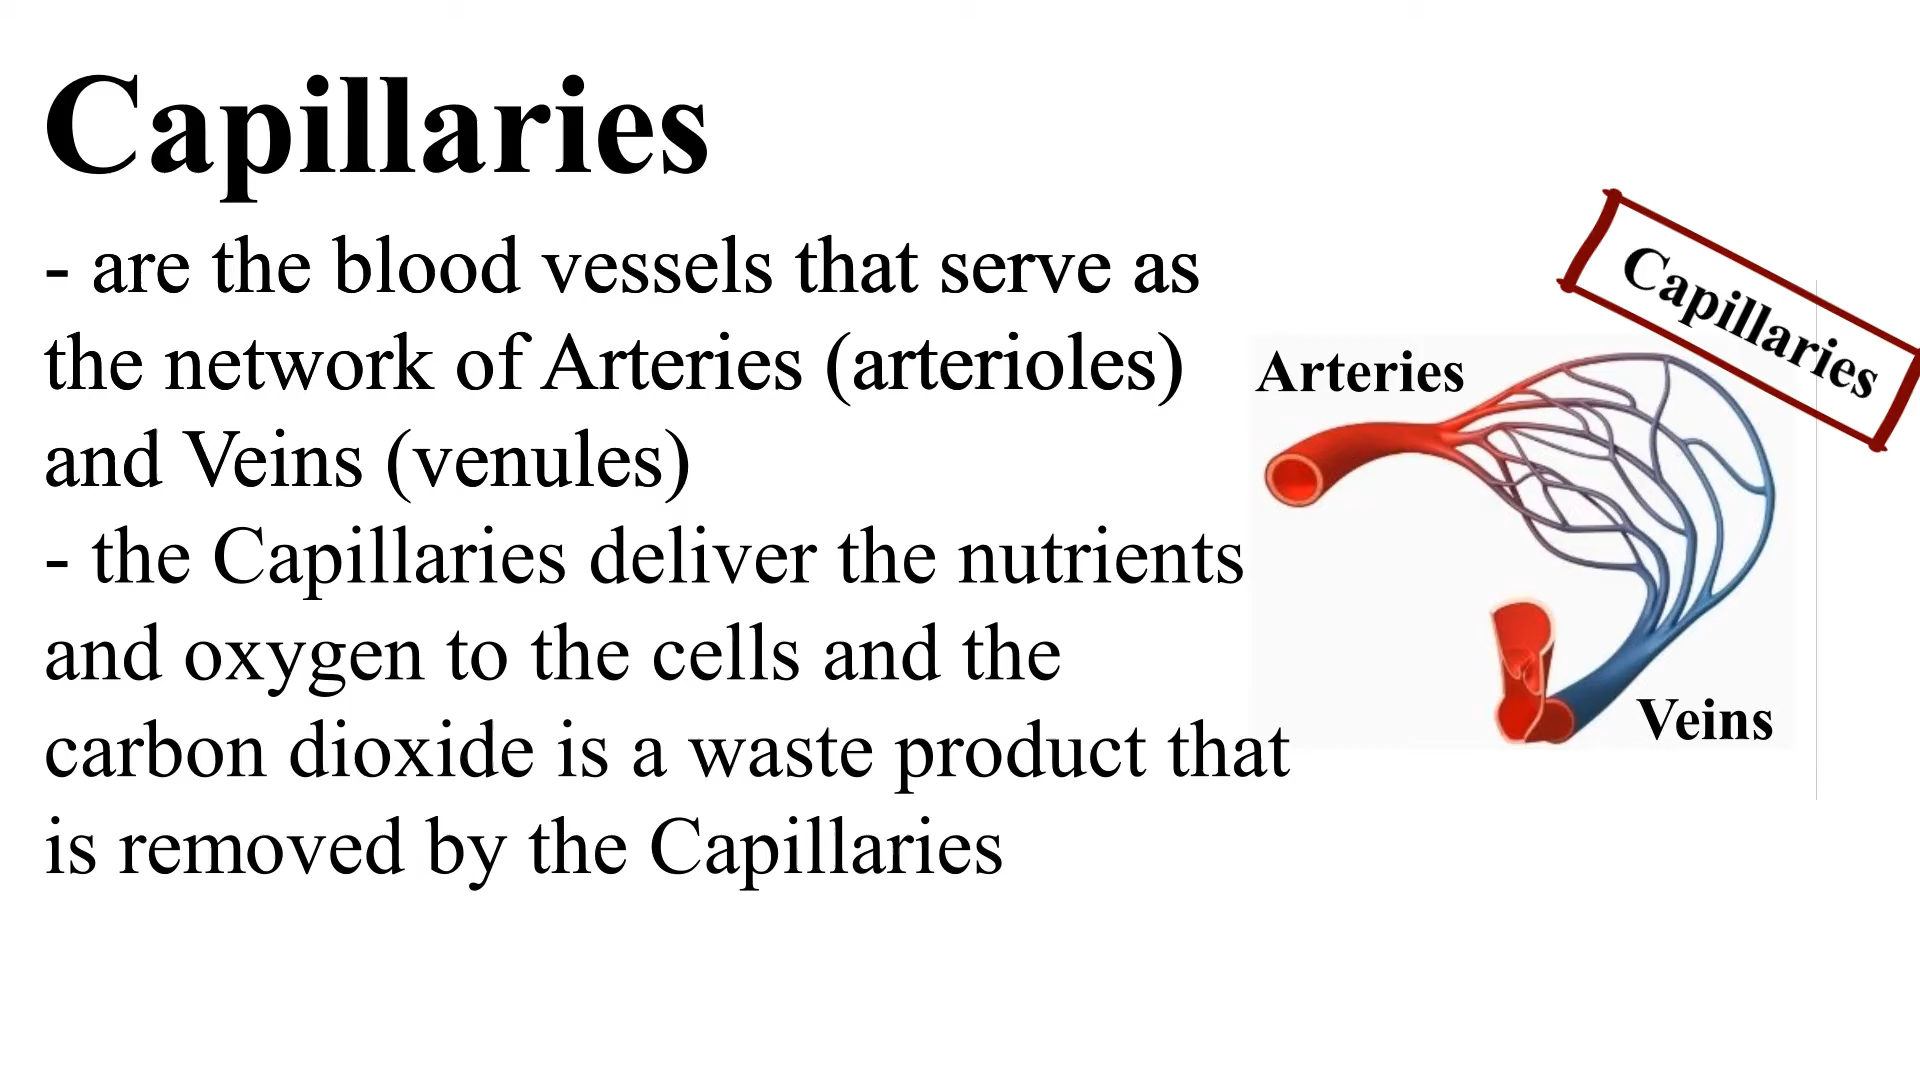 Capillaries
- are the blood vessels that serve as
the network of Arteries (arterioles)
and Veins (venules)
- the Capillaries deliver the nutrients
and oxygen to the cells and the
carbon dioxide is a waste product that
is removed by the Capillaries
Capillaries
Arteries
Veins